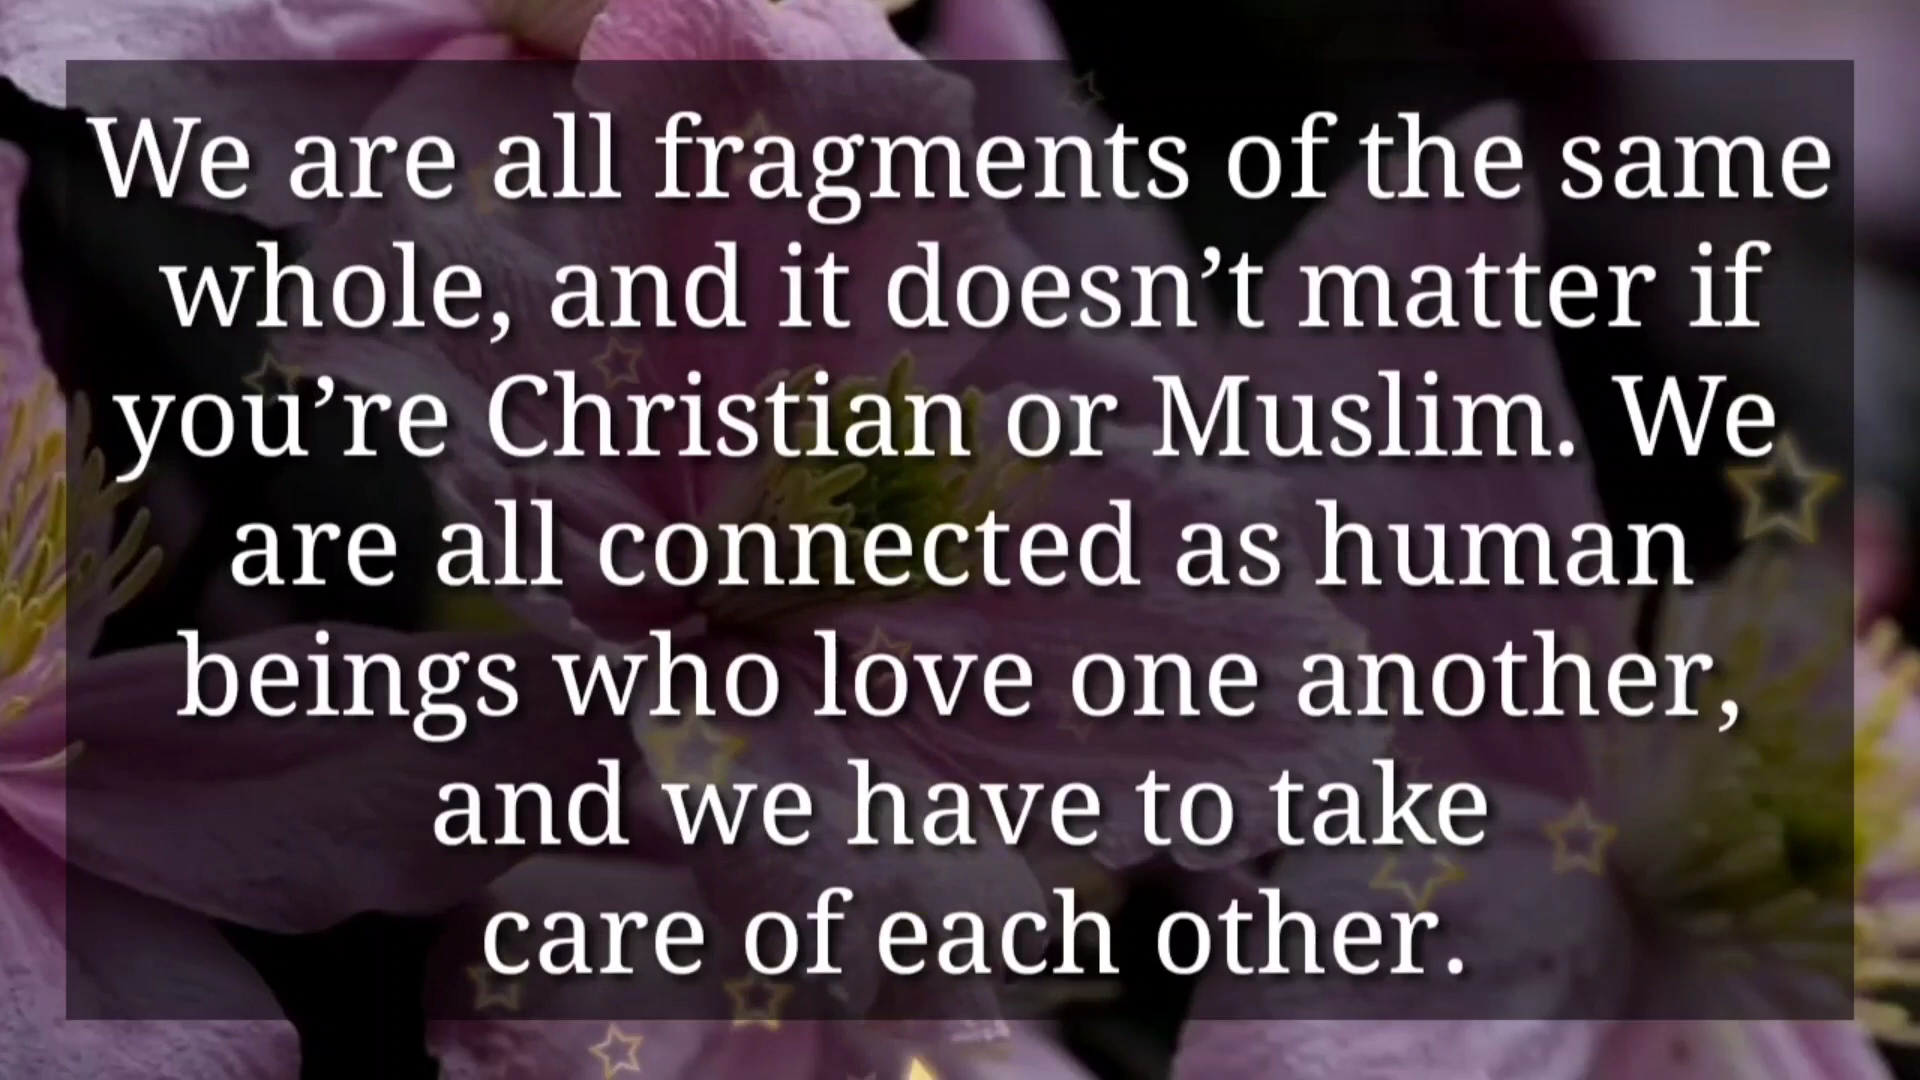 We are all fragments of the same
whole, and it doesn’t matter if
you’re Christian or Muslim. We
are all connected as human
beings who love one another,
and we have to take
care of each other.